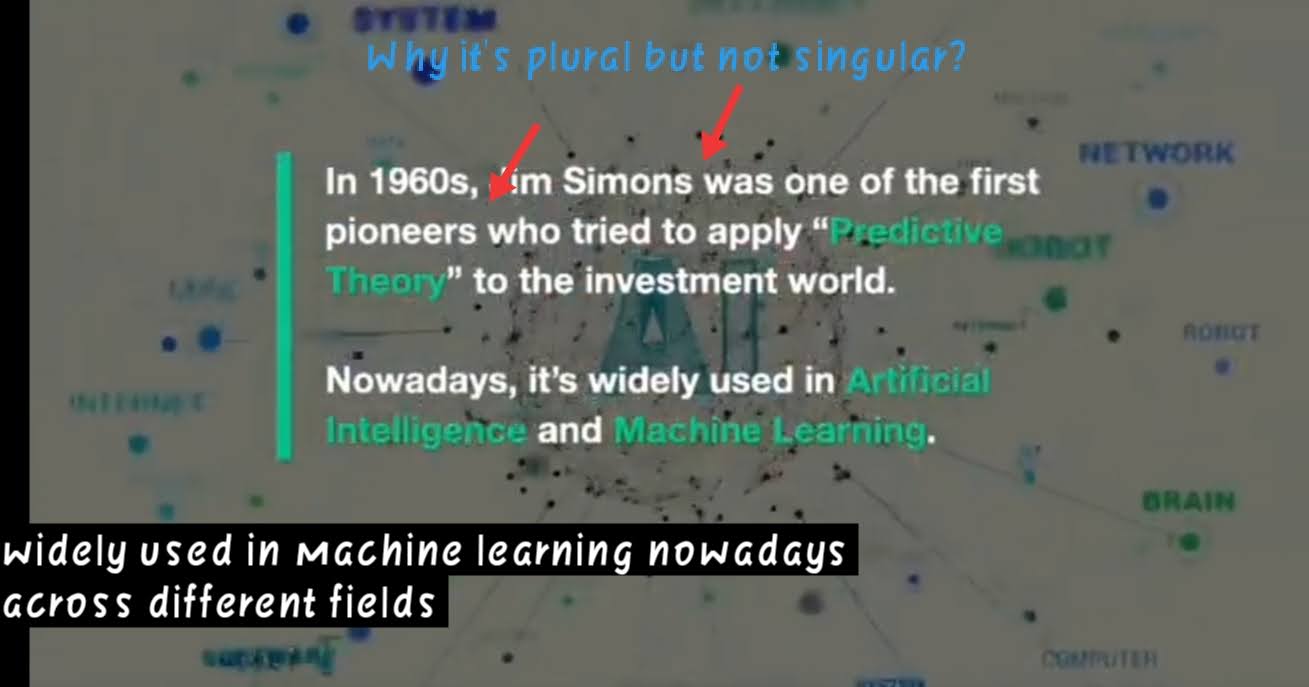 SYSTEM
Why it's plural but not singular?
NETWORK
In 1960s, Jim Simons was one of the first
pioneers who tried to apply “Predictive
Theory” to the investment world.
ROBOT
ROBOT
AI
INTERNET
Nowadays, it's widely used in Artificial
Intelligence and Machine Learning.
INTERNET
BRAIN
Widely used in Machine learning nowadays
across different fields
COMPUTER